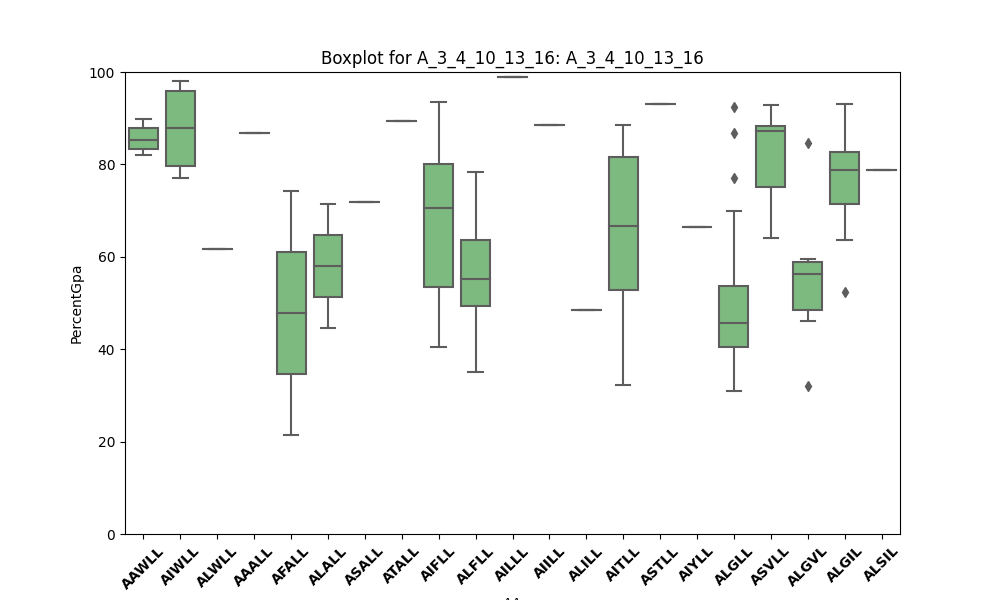 Boxplot for A_3_4_10_13_16: A_3_4_10_13_16
100
80
60
40
20
0
PercentGpa
AAWLL
AIWLL
ALWLL
AAALL
AFALL
ALALL
ASALL
ATALL
AIFLL
ALFLL
AILLL
AIILL
ALILL
AITLL
ASTLL
AIYLL
ALGLL
ASVLL
ALGVL
ALGIL
ALSIL